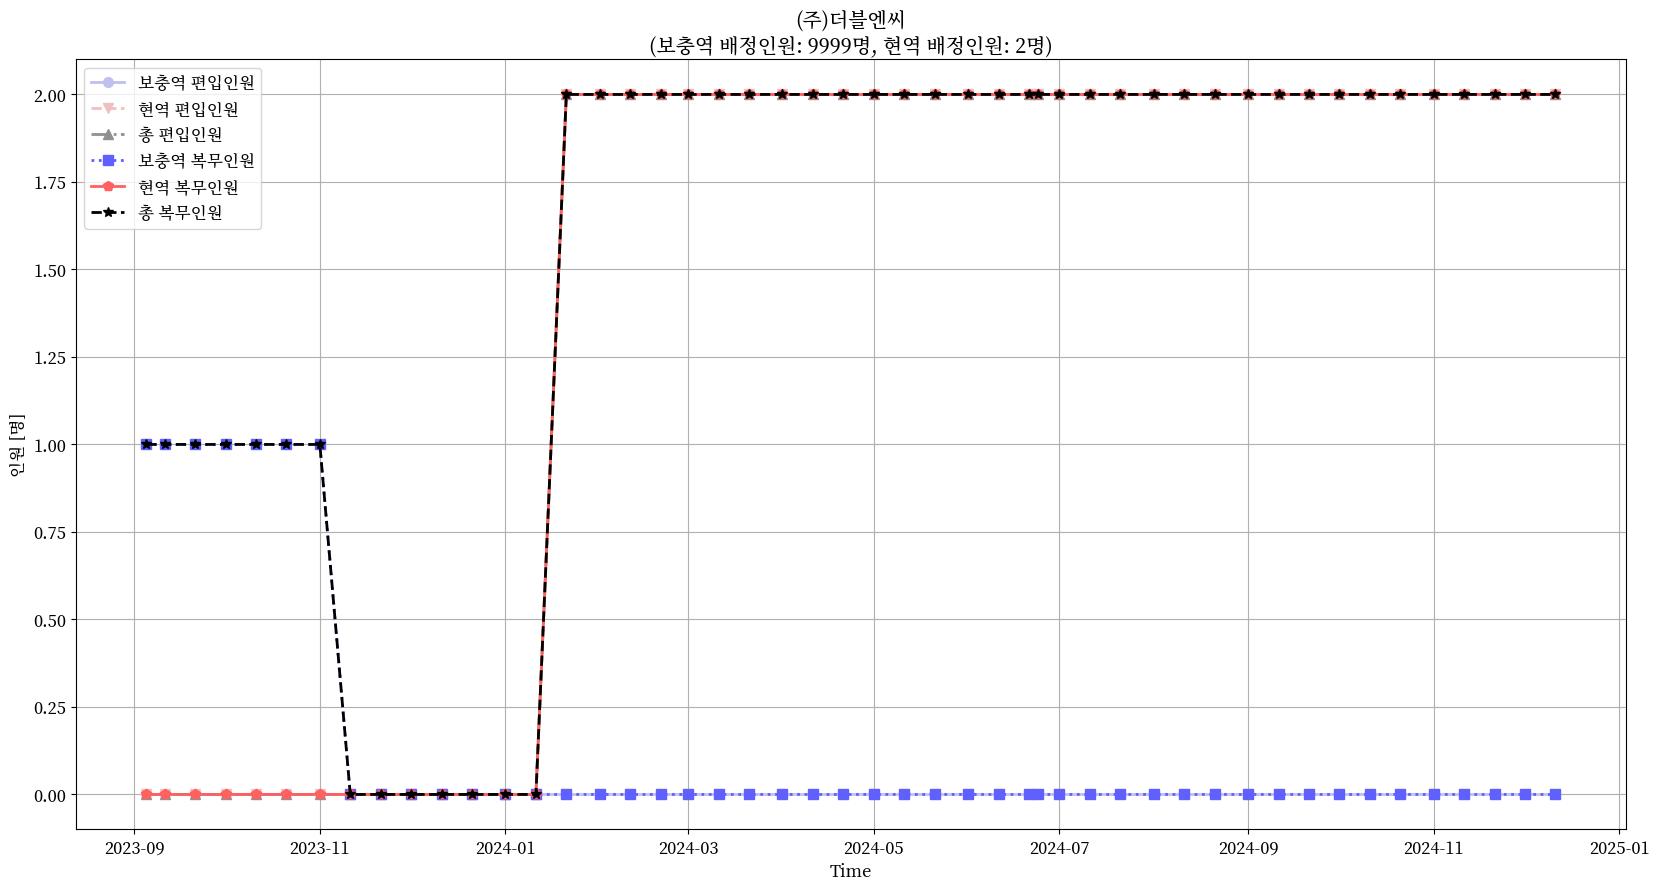 (주)더블엔씨
(보충역 배정인원: 9999명, 현역 배정인원: 2명)
보충역 편입인원
현역 편입인원
총 편입인원
보충역 복무인원
현역 복무인원
총 복무인원
2.00
1.75
1.50
1.25
1.00
0.75
0.50
0.25
0.00
인원 [명]
2023-09
2023-11
2024-01
2024-03
2024-05
2024-07
2024-09
2024-11
2025-01
Time